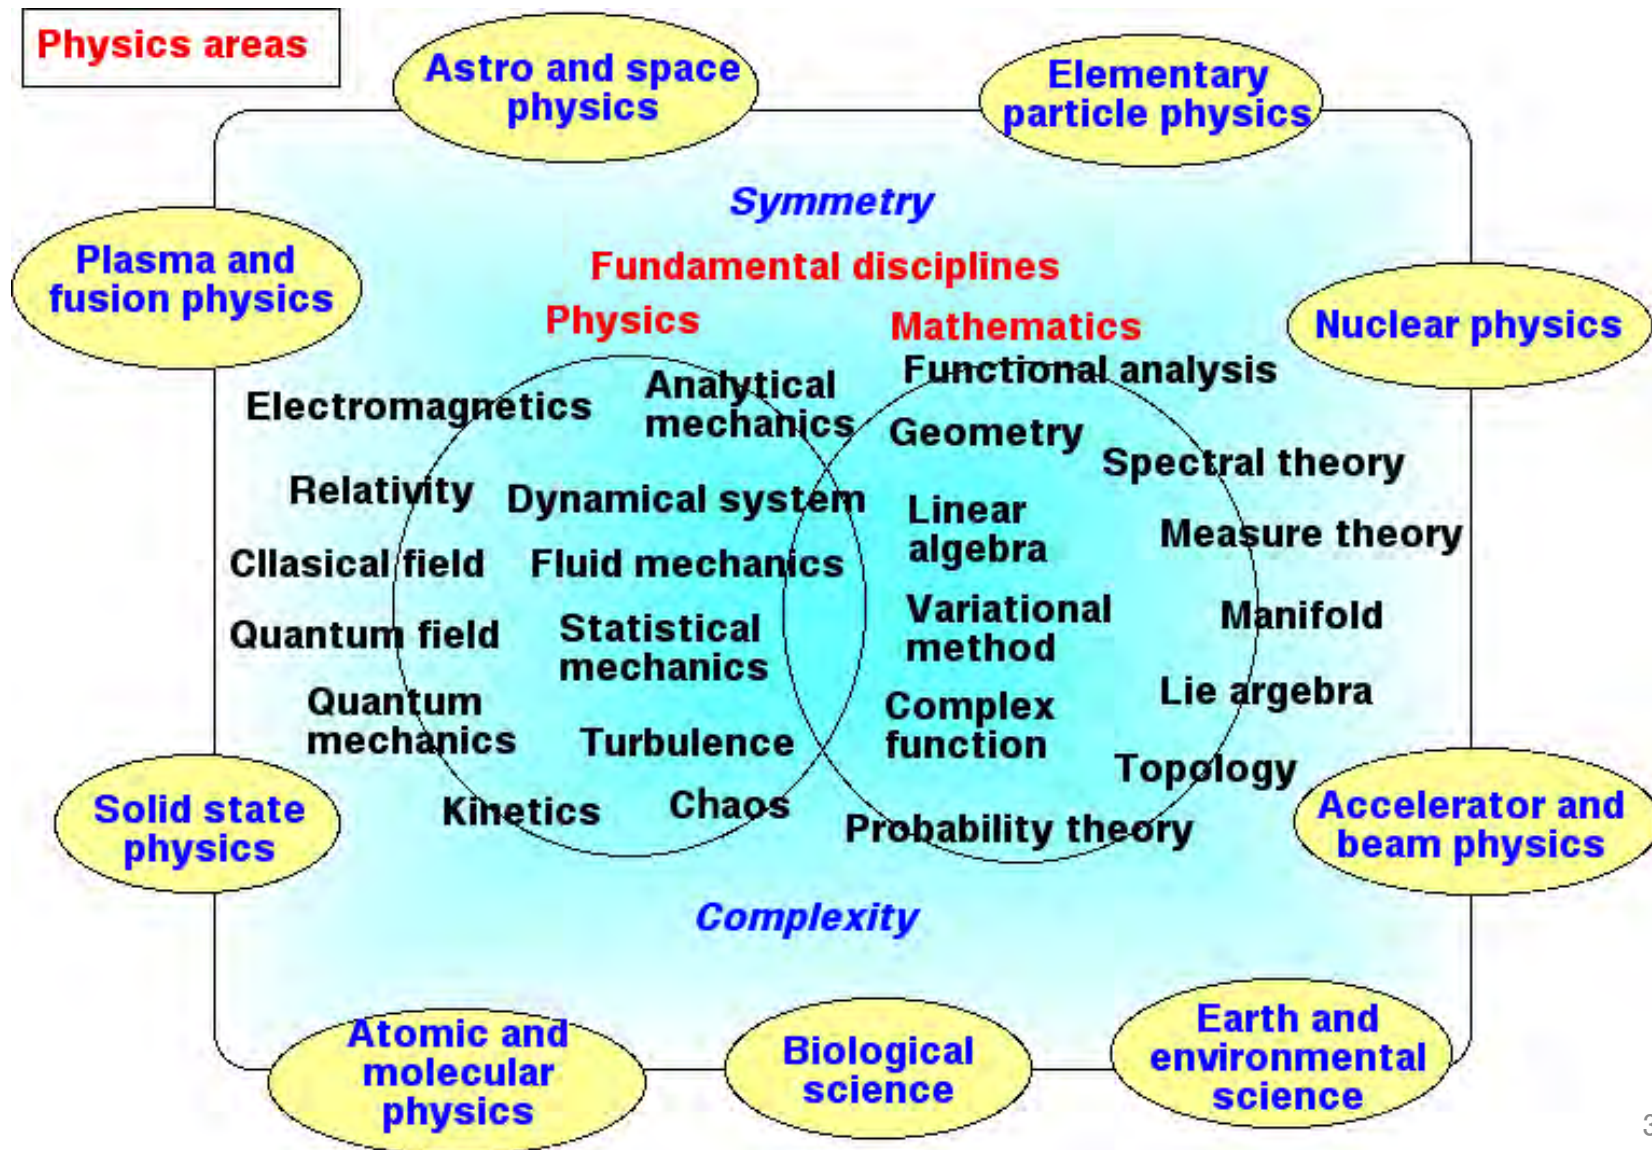 Physics areas
Astro and space
physics
Elementary
particle physics
Symmetry
Plasma and
fusion physics
Fundamental disciplines
Physics
Mathematics
Nuclear physics
Electromagnetics
Analytical
mechanics
Relativity
Dynamical system
Cllasical field
Fluid mechanics
Quantum field
Statistical
mechanics
Quantum
mechanics
Turbulence
Kinetics
Chaos
Functional analysis
Geometry
Spectral theory
Linear
algebra
Measure theory
Variational
method
Manifold
Complex
function
Lie argebra
Topology
Probability theory
Solid state
physics
Accelerator and
beam physics
Complexity
Atomic and
molecular
physics
Biological
science
Earth and
environmental
science
3